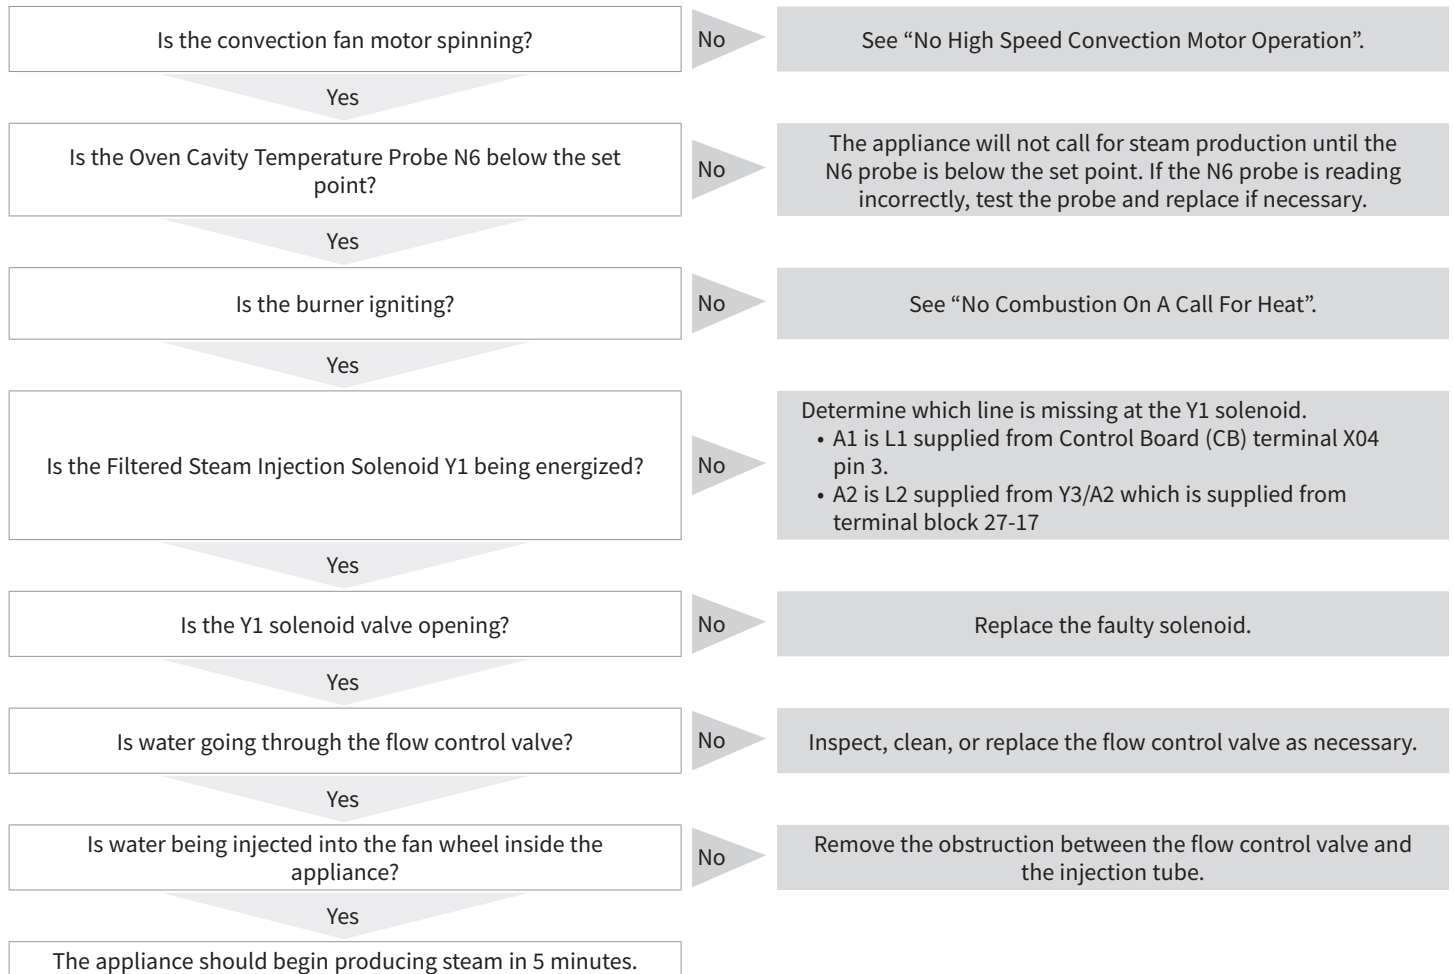 Is the convection fan motor spinning?
No
See “No High Speed Convection Motor Operation”.
Yes
Is the Oven Cavity Temperature Probe N6 below the set
point?
No
The appliance will not call for steam production until the
N6 probe is below the set point. If the N6 probe is reading
incorrectly, test the probe and replace if necessary.
Yes
Is the burner igniting?
No
See “No Combustion On A Call For Heat”.
Yes
Is the Filtered Steam Injection Solenoid Y1 being energized?
No
Determine which line is missing at the Y1 solenoid.
• A1 is L1 supplied from Control Board (CB) terminal X04
pin 3.
• A2 is L2 supplied from Y3/A2 which is supplied from
terminal block 27-17
Yes
Is the Y1 solenoid valve opening?
No
Replace the faulty solenoid.
Yes
Is water going through the flow control valve?
No
Inspect, clean, or replace the flow control valve as necessary.
Yes
Is water being injected into the fan wheel inside the
appliance?
No
Remove the obstruction between the flow control valve and
the injection tube.
Yes
The appliance should begin producing steam in 5 minutes.